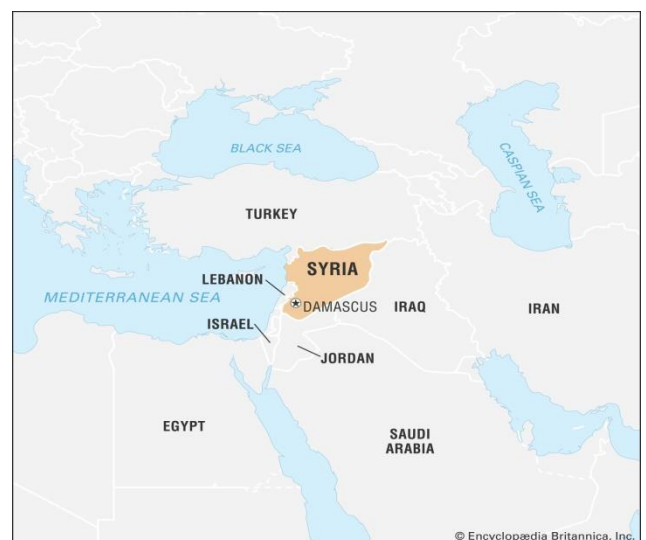 BLACK SEA
CASPIAN SEA
TURKEY
SYRIA
LEBANON
MEDITERRANEAN SEA
DAMASCUS
IRAQ
IRAN
ISRAEL
JORDAN
EGYPT
SAUDI
ARABIA
© Encyclopædia Britannica, Inc.